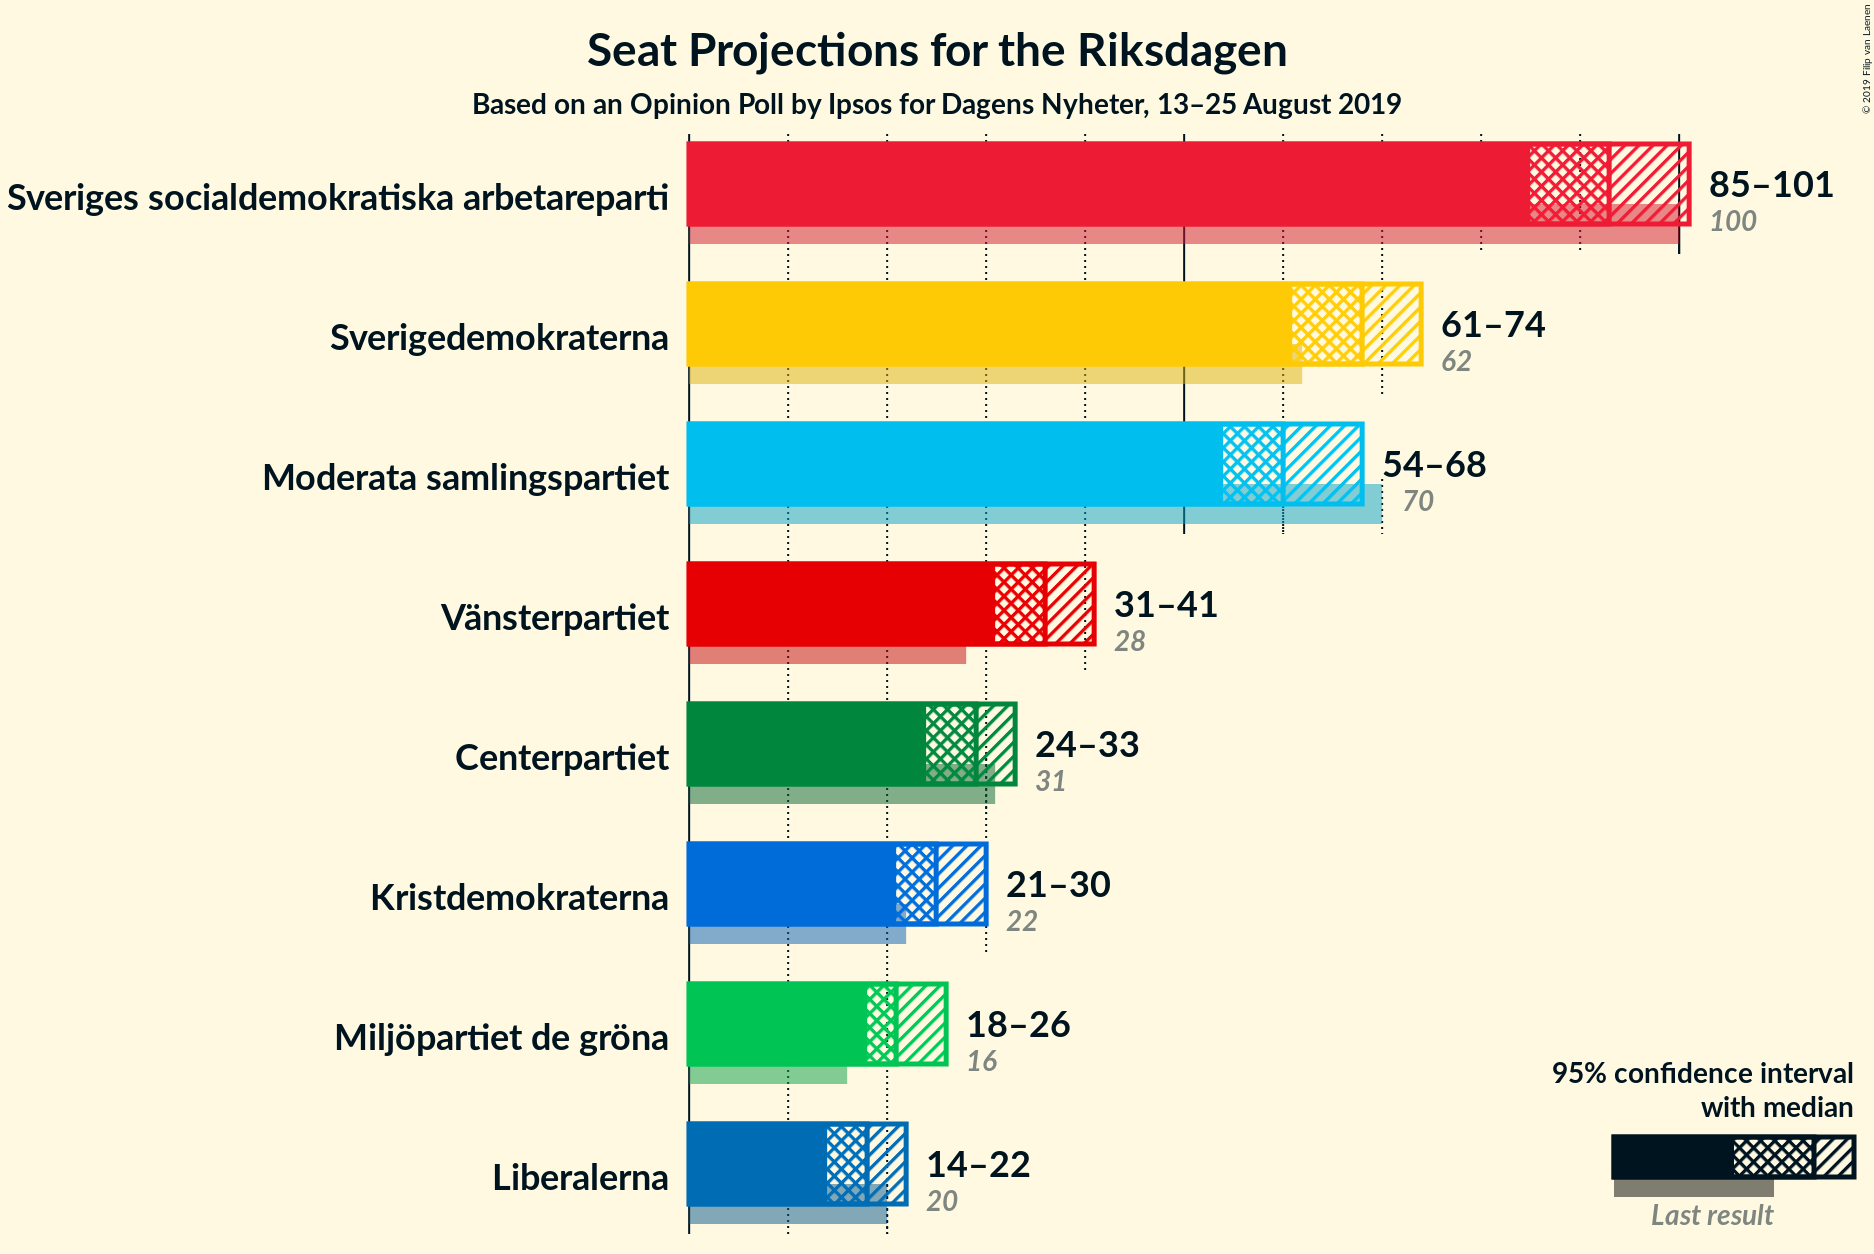 Seat Projections for the Riksdagen
Based on an Opinion Poll by Ipsos for Dagens Nyheter, 13–25 August 2019
© 2019 Filip van Laenen
Sveriges socialdemokratiska arbetareparti
85–101
100
Sverigedemokraterna
61–74
62
Moderata samlingspartiet
54–68
70
Vänsterpartiet
31–41
28
Centerpartiet
24–33
31
Kristdemokraterna
21–30
22
Miljöpartiet de gröna
18–26
16
Liberalerna
14–22
20
95% confidence interval
with median
Last result